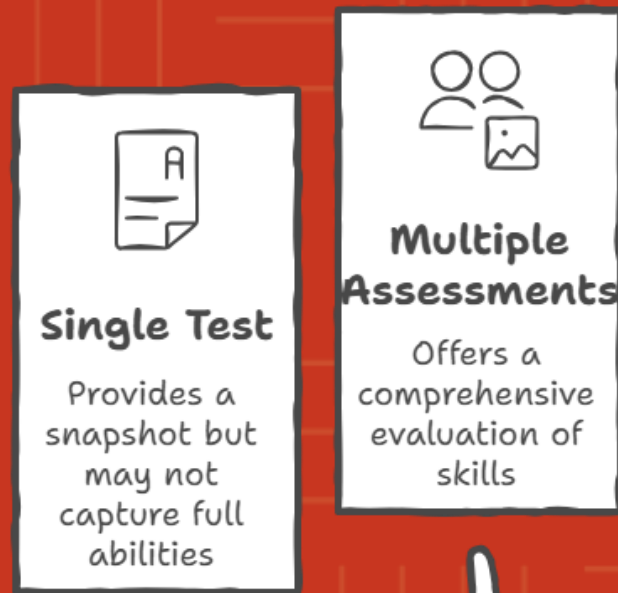 A
Single Test
Provides a
snapshot but
may not
capture full
abilities
Multiple
Assessments
Offers a
comprehensive
evaluation of
skills